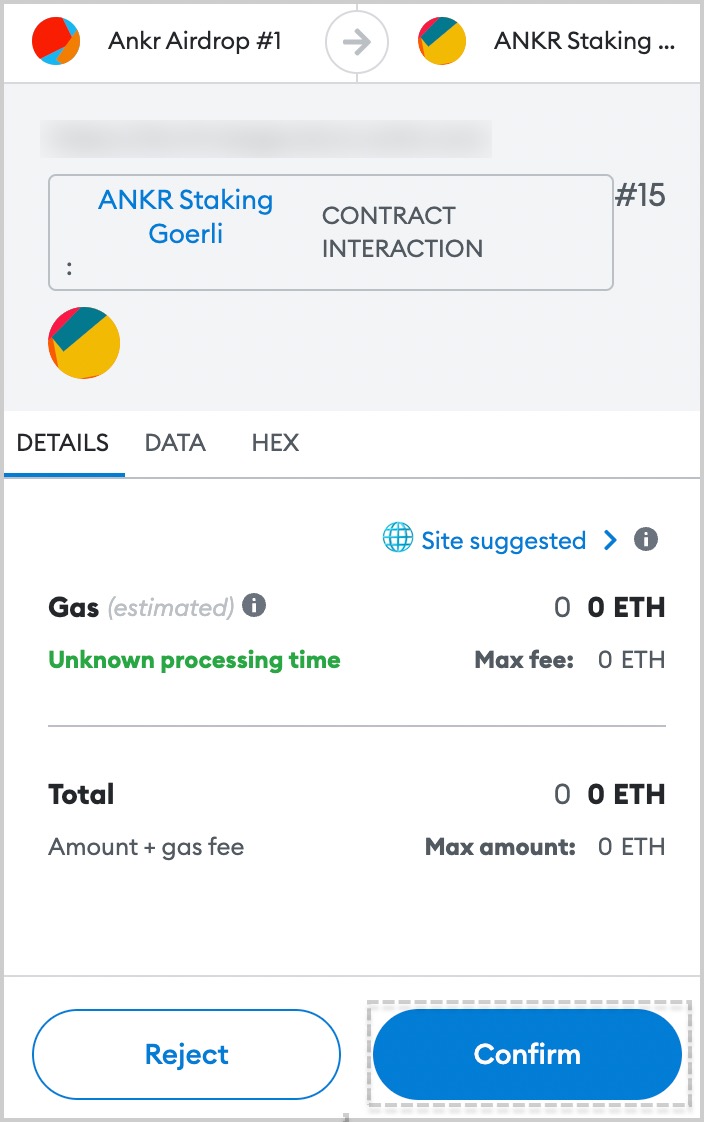 Ankr Airdrop #1 ANKR Staking ...
ANKR Staking
Goerli
:
CONTRACT
INTERACTION
#15
DETAILS DATA HEX
Site suggested
Gas (estimated) 0 0 ETH
Unknown processing time Max fee: 0 ETH
Total 0 0 ETH
Amount + gas fee Max amount: 0 ETH
Reject Confirm